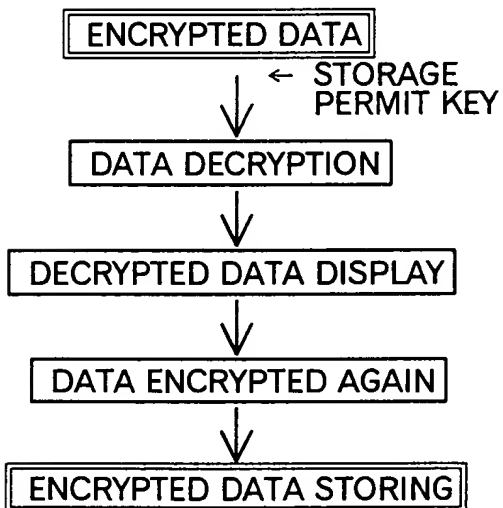 ENCRYPTED DATA
← STORAGE
PERMIT KEY
DATA DECRYPTION
DECRYPTED DATA DISPLAY
DATA ENCRYPTED AGAIN
ENCRYPTED DATA STORING